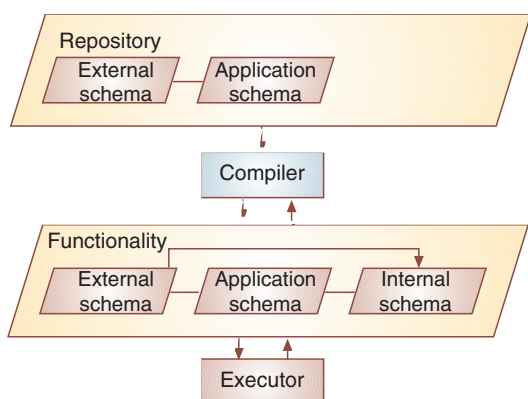 Repository
External
schema
Application
schema
Compiler
Functionality
External
schema
Application
schema
Internal
schema
Executor